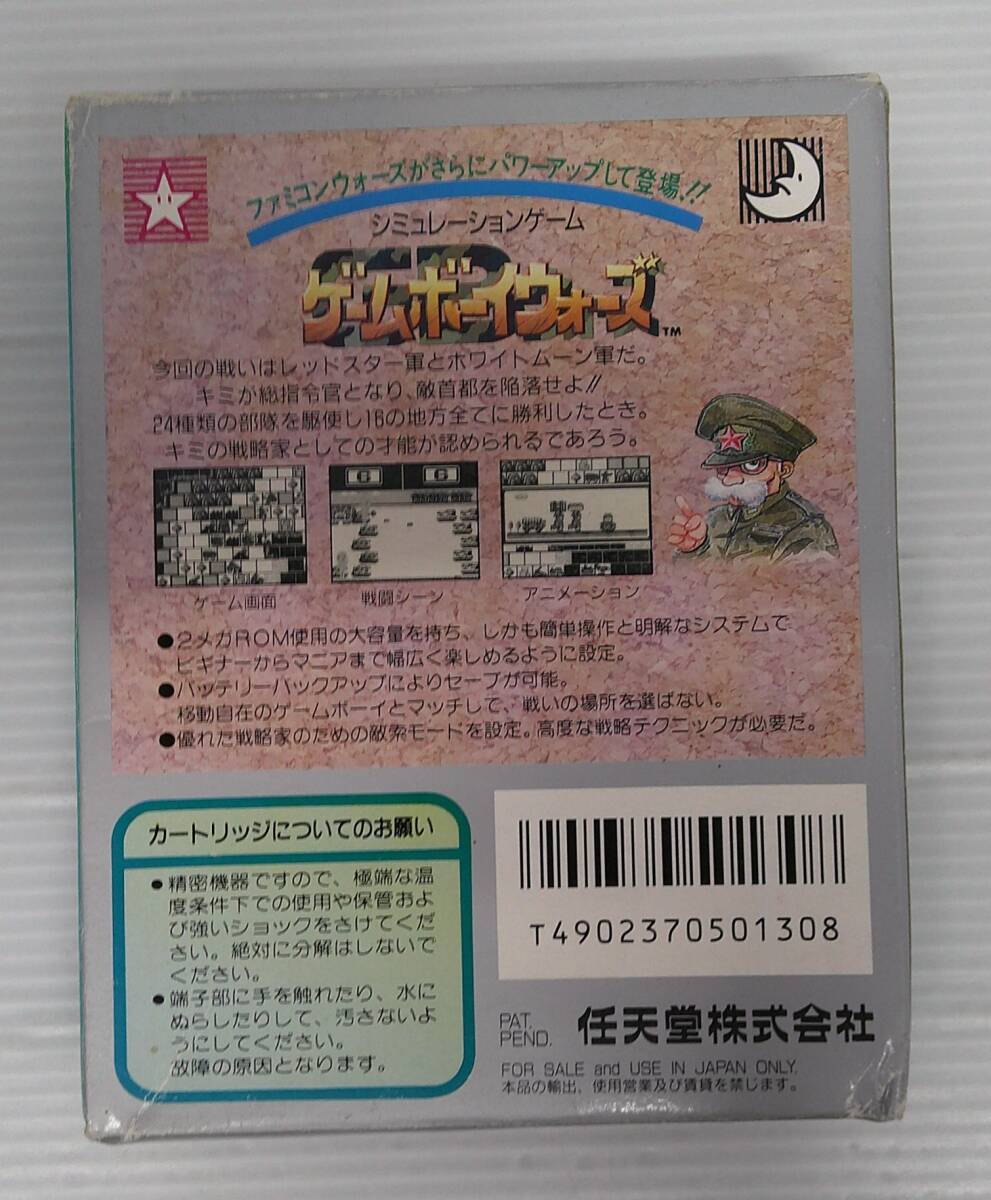 ファミコンウォーズがさらにパワーアップして登場!!
シミュレーションゲーム
ゲームボーイウォーズ™
今回の戦いはレッドスター軍とホワイトムーン軍だ。
キミが総指令官となり、敵首都を陥落せよ!!
24種類の部隊を駆使し16の地方全てに勝利したとき。
キミの戦略家としての才能が認められるであろう。
6 6
ゲーム画面 戦闘シーン アニメーション
●2メガROM使用の大容量を持ち、しかも簡単操作と明解なシステムで
ビギナーからマニアまで幅広く楽しめるように設定。
●バッテリーバックアップによりセーブが可能。
移動自在のゲームボーイとマッチして、戦いの場所を選ばない。
●優れた戦略家のための敵索モードを設定。高度な戦略テクニックが必要だ。
カートリッジについてのお願い
●精密機器ですので、極端な温
度条件下での使用や保管およ
び強いショックをさけてくだ
さい。絶対に分解はしないで
ください。
●端子部に手を触れたり、水に
ぬらしたりして、汚さないよ
うにしてください。
故障の原因となります。
T4902370501308
PAT.
PEND.
任天堂株式会社
FOR SALE and USE IN JAPAN ONLY.
本品の輸出、使用営業及び賃貸を禁じます。